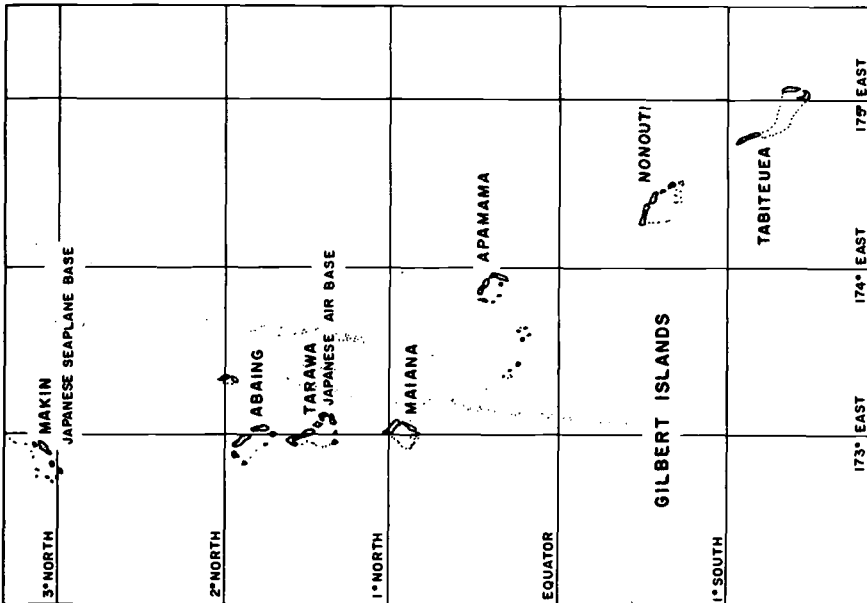 3° NORTH
MAKIN
JAPANESE SEAPLANE BASE
2° NORTH
ABAING
TARAWA
JAPANESE AIR BASE
1° NORTH
MAIANA
APAMAMA
EQUATOR
GILBERT ISLANDS
NONOUTI
1° SOUTH
TABITEUEA
173° EAST
174° EAST
175° EAST